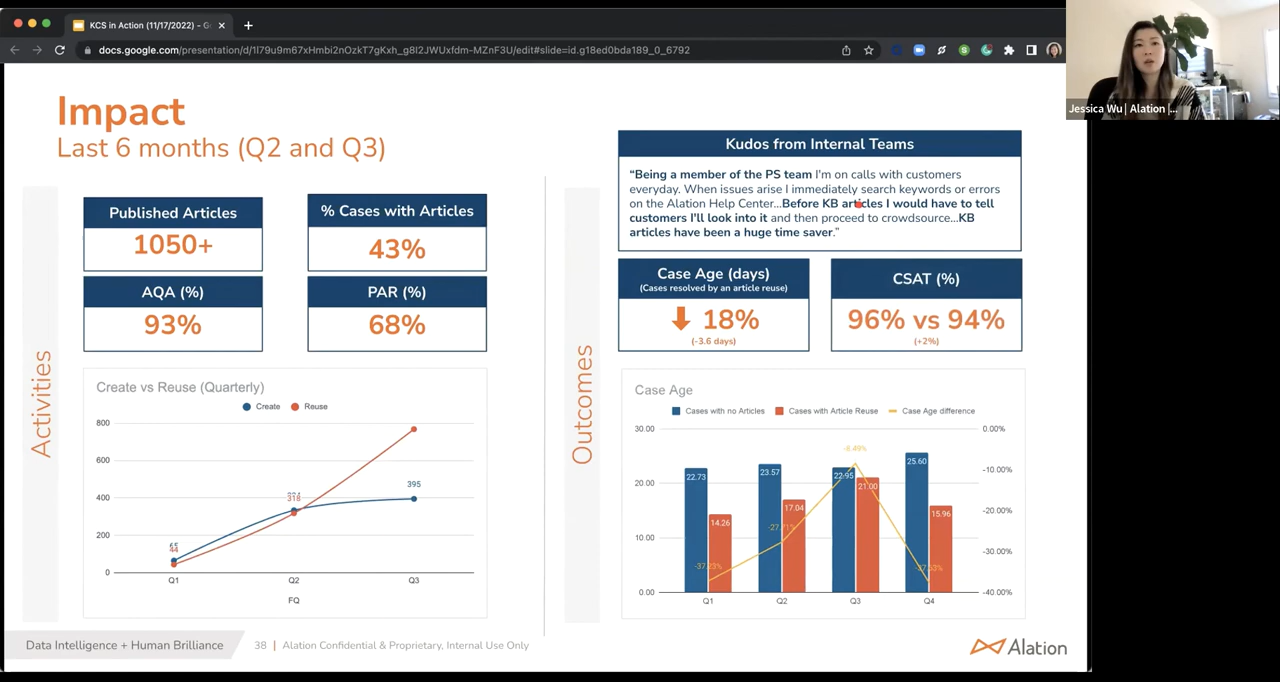 KCS in Action (11/17/2022) - G
docs.google.com/presentation/d/1l79u9m67xHmbi2nOzkT7gKxh_g8I2JWUxfdm-MZnF3U/edit#slide=id.g18ed0bda189_0_6792
Jessica Wu | Alation | ...
Impact
Last 6 months (Q2 and Q3)
Activities
Published Articles
1050+
% Cases with Articles
43%
AQA (%)
93%
PAR (%)
68%
Create vs Reuse (Quarterly)
Create
Reuse
800
600
400
200
0
65
44
318
395
Q1
Q2
Q3
FQ
Outcomes
Kudos from Internal Teams
“Being a member of the PS team I'm on calls with customers
everyday. When issues arise I immediately search keywords or errors
on the Alation Help Center...Before KB articles I would have to tell
customers I'll look into it and then proceed to crowdsource...KB
articles have been a huge time saver.”
Case Age (days)
(Cases resolved by an article reuse)
18%
(-3.6 days)
CSAT (%)
96% vs 94%
(+2%)
Case Age
Cases with no Articles
Cases with Article Reuse
Case Age difference
30.00
20.00
10.00
0.00
0.00%
-10.00%
-20.00%
-30.00%
-40.00%
22.73
14.26
23.57
17.04
22.95
21.00
25.60
15.96
-8.49%
Q1
Q2
Q3
Q4
Data Intelligence + Human Brilliance
38 | Alation Confidential & Proprietary, Internal Use Only
Alation